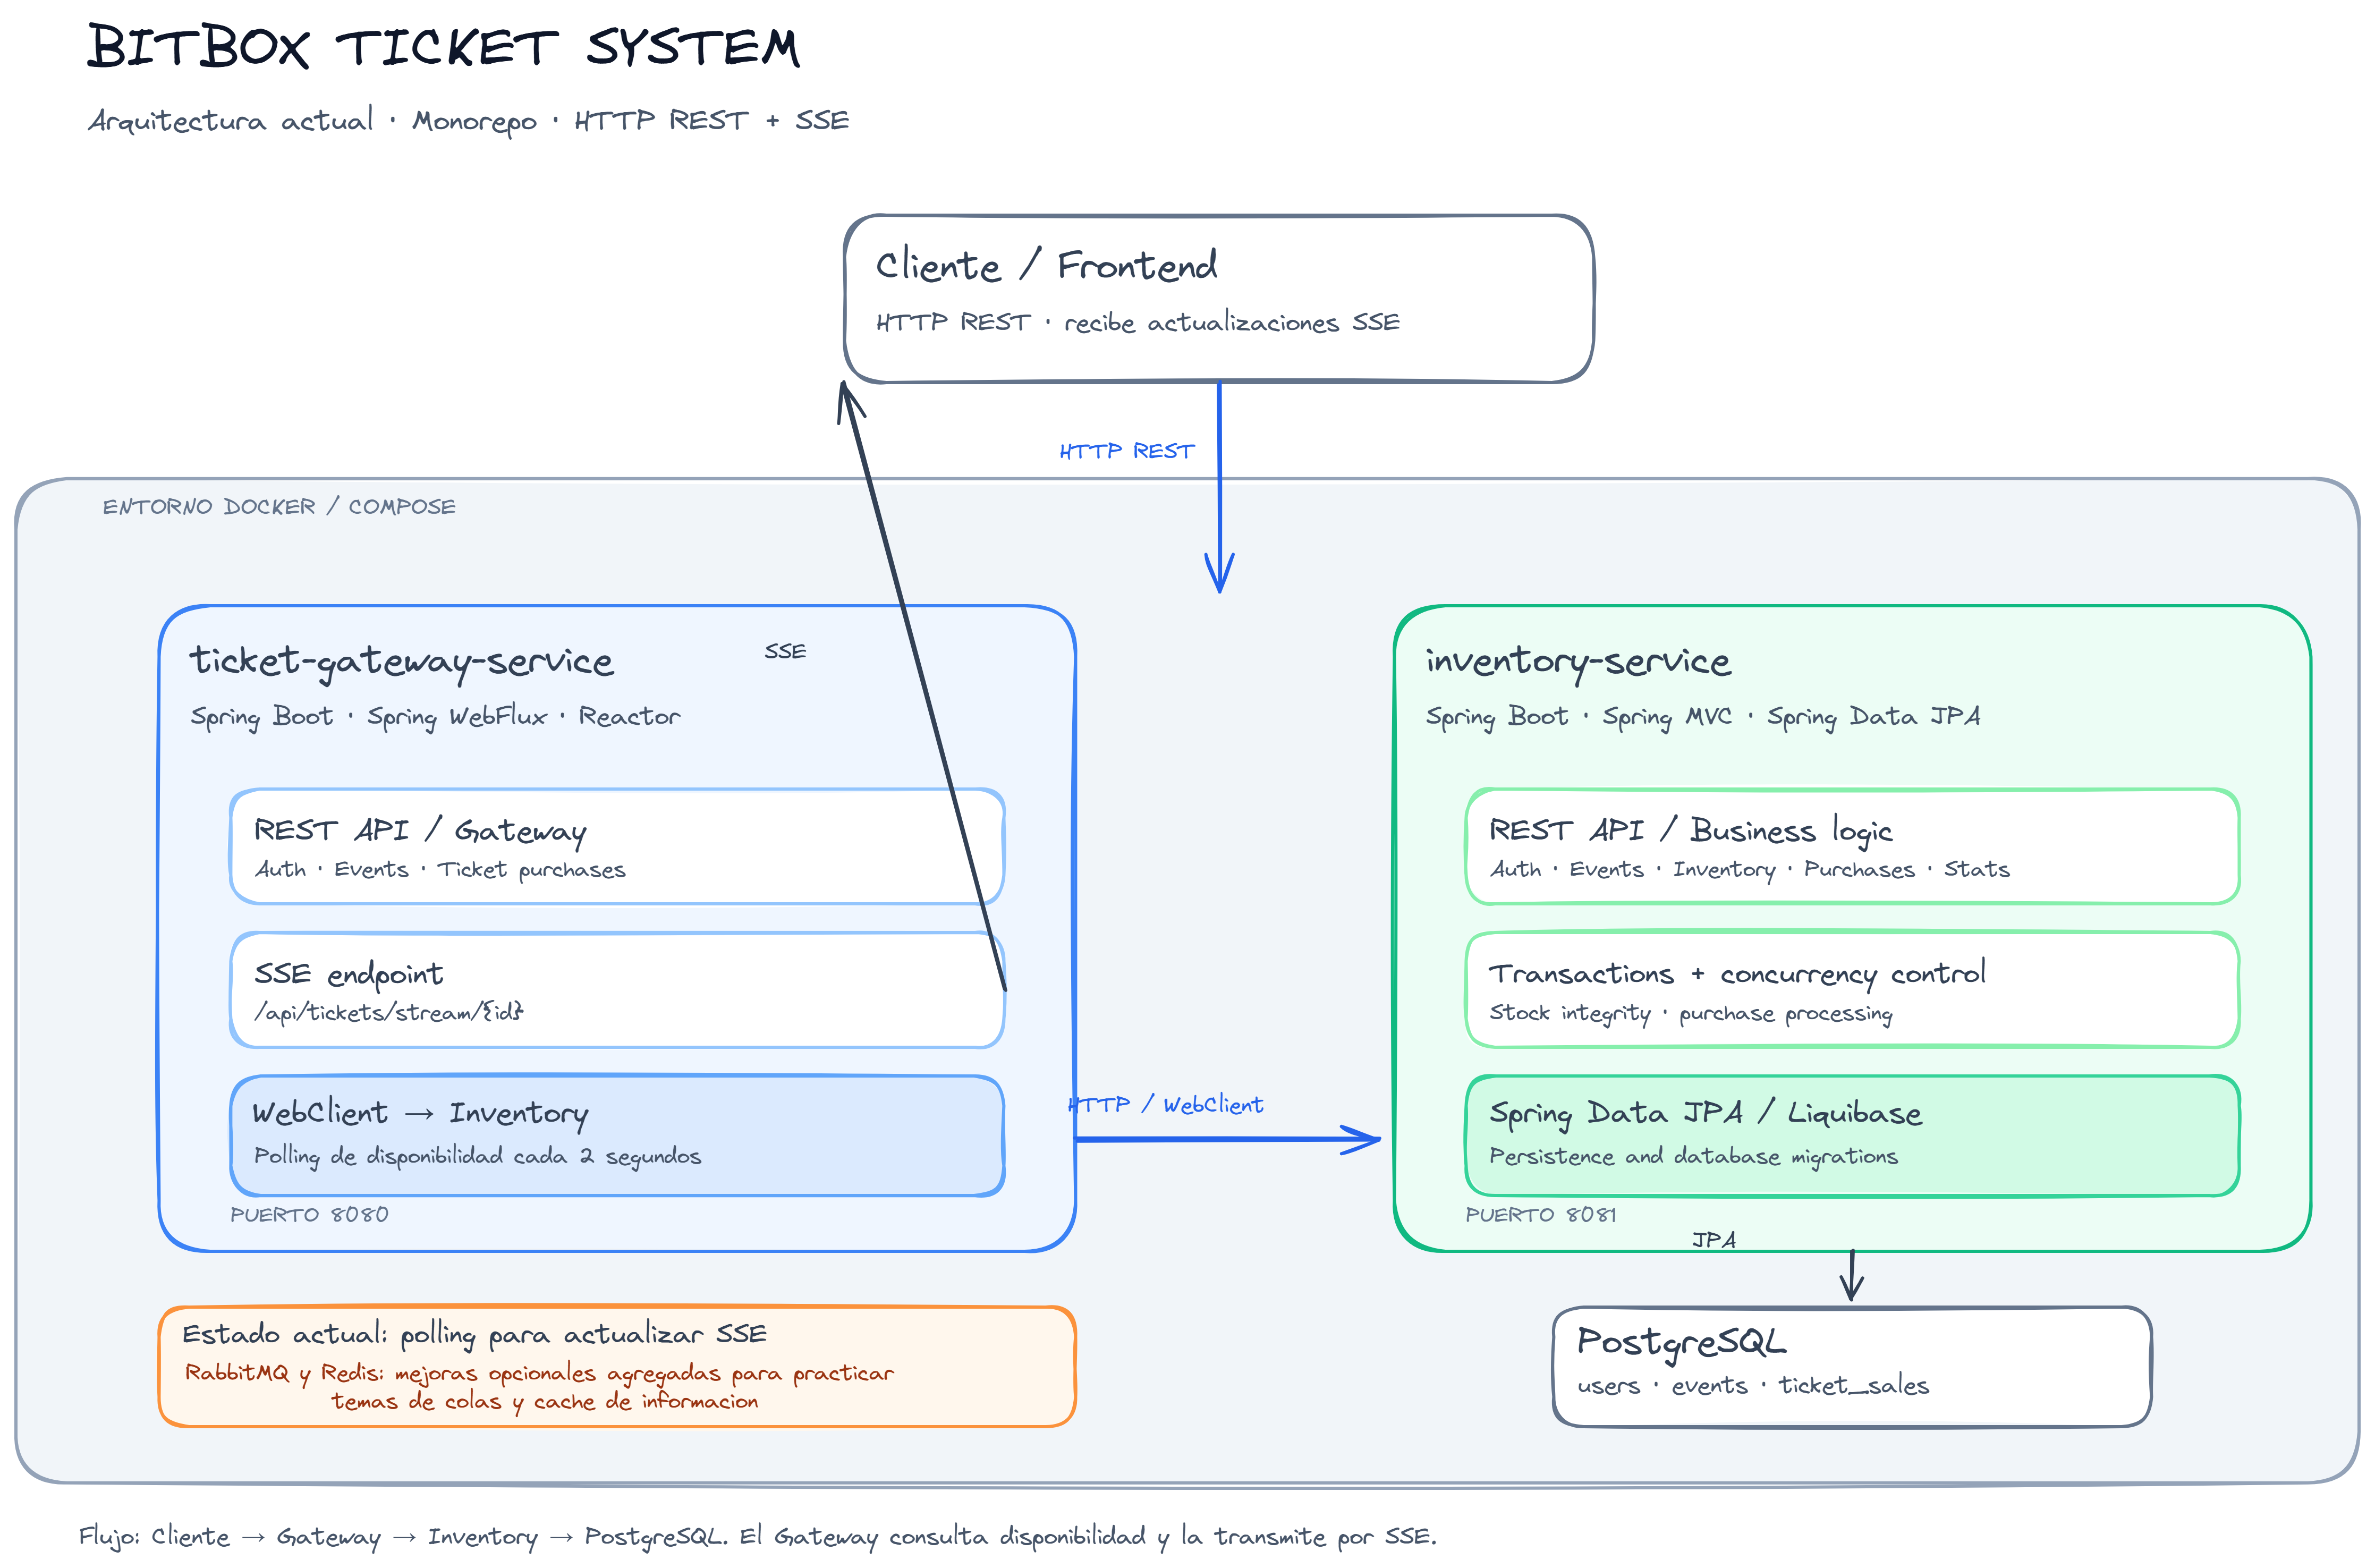 BITBOX TICKET SYSTEM
Arquitectura actual · Monorepo · HTTP REST + SSE
Cliente / Frontend
HTTP REST · recibe actualizaciones SSE
HTTP REST
ENTORNO DOCKER / COMPOSE
ticket-gateway-service
SSE
Spring Boot · Spring WebFlux · Reactor
REST API / Gateway
Auth · Events · Ticket purchases
SSE endpoint
/api/tickets/stream/{id}
WebClient → Inventory
Polling de disponibilidad cada 2 segundos
PUERTO 8080
HTTP / WebClient
inventory-service
Spring Boot · Spring MVC · Spring Data JPA
REST API / Business logic
Auth · Events · Inventory · Purchases · Stats
Transactions + concurrency control
Stock integrity · purchase processing
Spring Data JPA / Liquibase
Persistence and database migrations
PUERTO 8081
JPA
Estado actual: polling para actualizar SSE
RabbitMQ y Redis: mejoras opcionales agregadas para practicar
temas de colas y cache de informacion
PostgreSQL
users · events · ticket_sales
Flujo: Cliente → Gateway → Inventory → PostgreSQL. El Gateway consulta disponibilidad y la transmite por SSE.